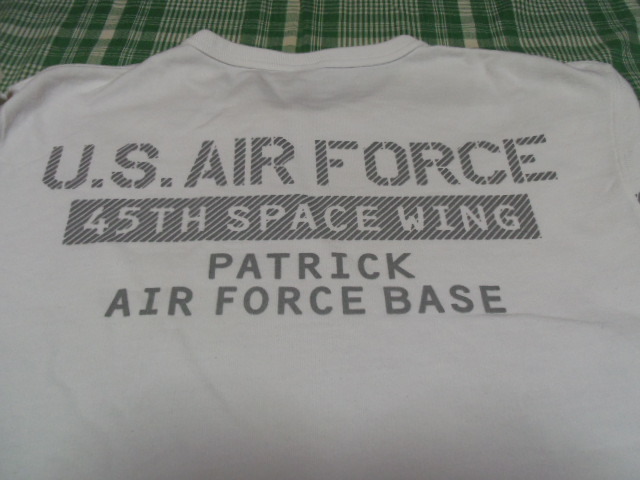 U.S. AIR FORCE
45TH SPACE WING
PATRICK
AIR FORCE BASE